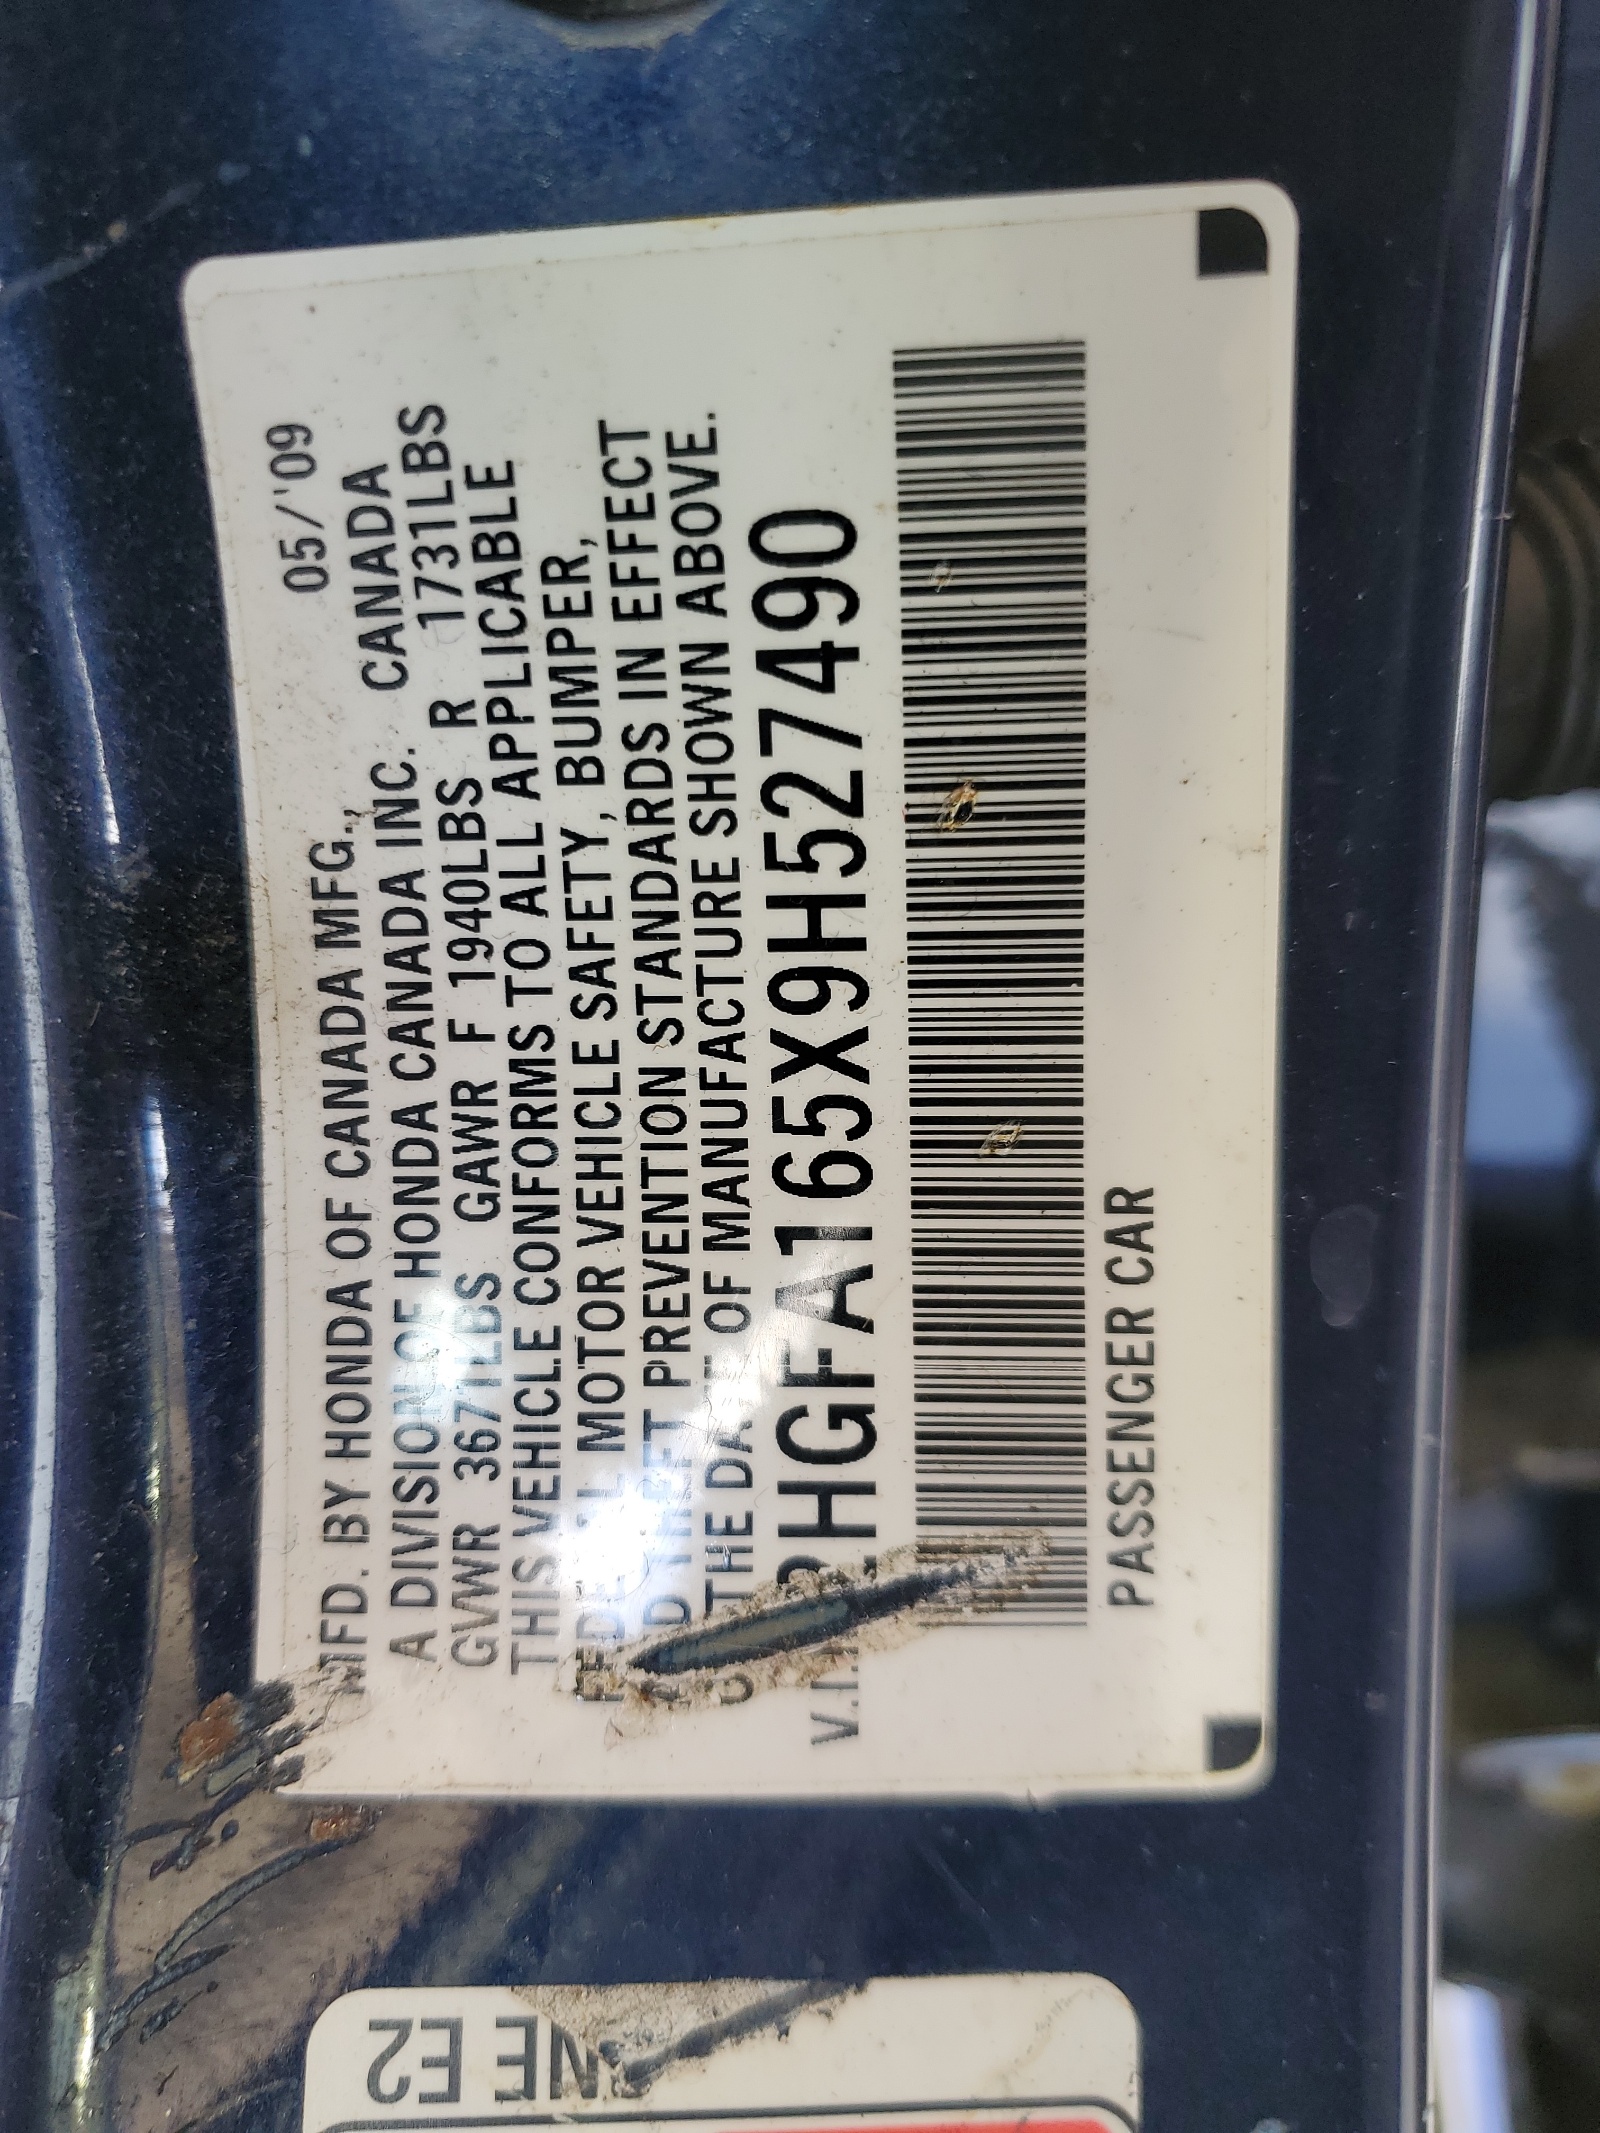 05/'09
MFD. BY HONDA OF CANADA MFG.,
A DIVISION OF HONDA CANADA INC. CANADA
GVWR 3671LBS GAWR F 1940LBS R 1731LBS
THIS VEHICLE CONFORMS TO ALL APPLICABLE
MOTOR VEHICLE SAFETY, BUMPER,
PREVENTION STANDARDS IN EFFECT
THE OF MANUFACTURE SHOWN ABOVE.
2HGFA165X9H527490
PASSENGER CAR
E2